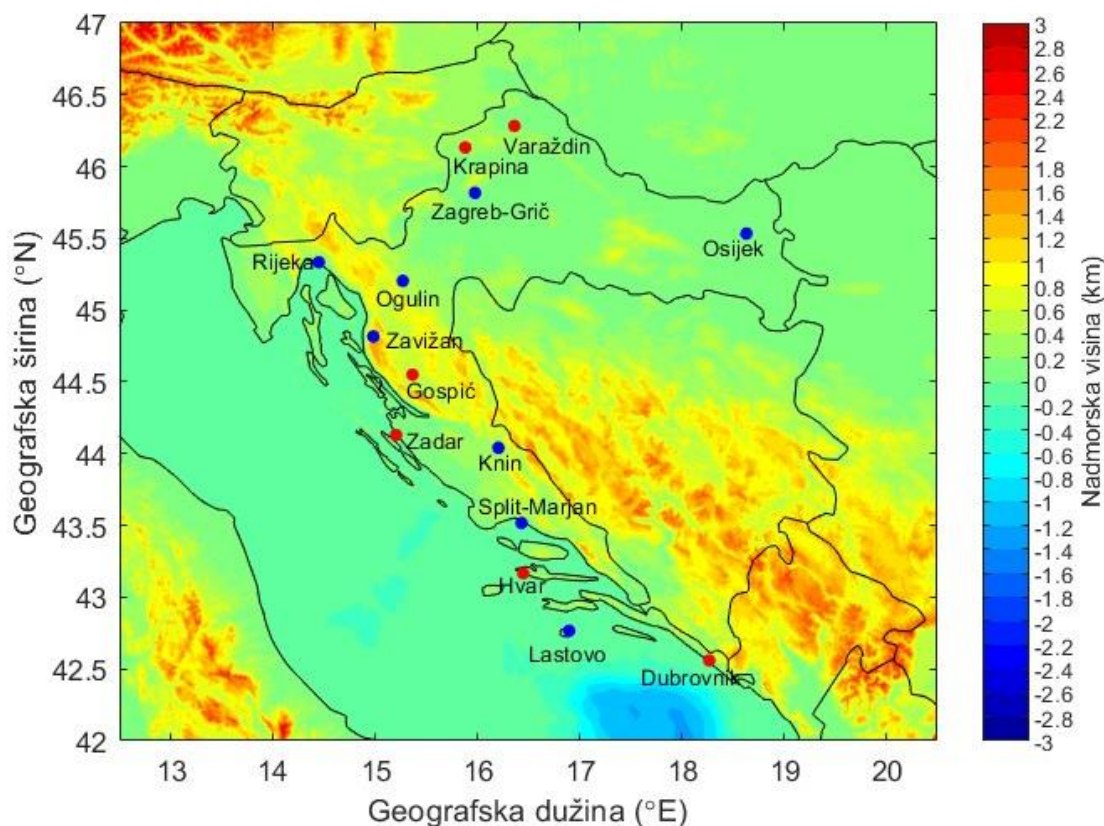 47
46.5
46
45.5
45
44.5
44
43.5
43
42.5
42
Geografska širina (°N)
Varaždin
Krapina
Zagreb-Grič
Osijek
Rijeka
Ogulin
Zavižan
Gospić
Zadar
Knin
Split-Marjan
Hvar
Lastovo
Dubrovnik
13 14 15 16 17 18 19 20
Geografska dužina (°E)
3
2.8
2.6
2.4
2.2
2
1.8
1.6
1.4
1.2
1
0.8
0.6
0.4
0.2
0
-0.2
-0.4
-0.6
-0.8
-1
-1.2
-1.4
-1.6
-1.8
-2
-2.2
-2.4
-2.6
-2.8
-3
Nadmorska visina (km)